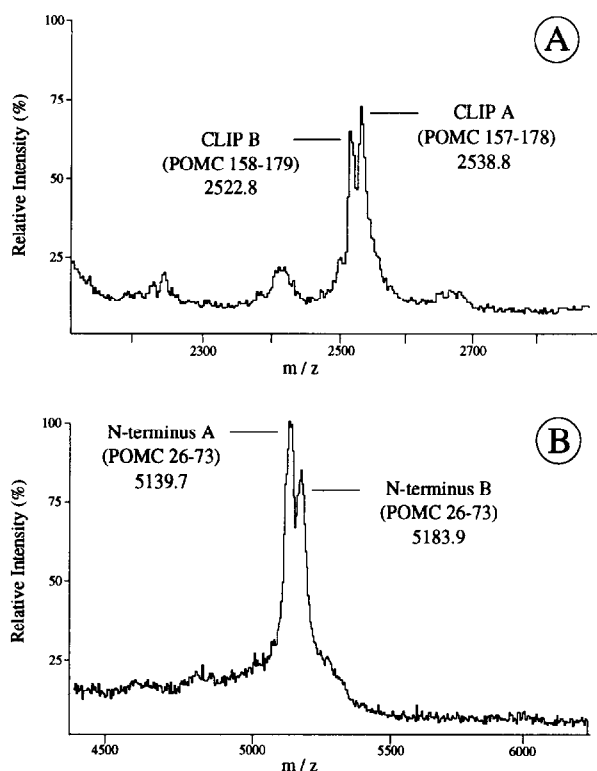 A
100
75
50
25
Relative Intensity (%)
CLIP B
(POMC 158-179)
2522.8
CLIP A
(POMC 157-178)
2538.8
2300
2500
2700
m / z
B
100
75
50
25
Relative Intensity (%)
N-terminus A
(POMC 26-73)
5139.7
N-terminus B
(POMC 26-73)
5183.9
4500
5000
5500
6000
m / z